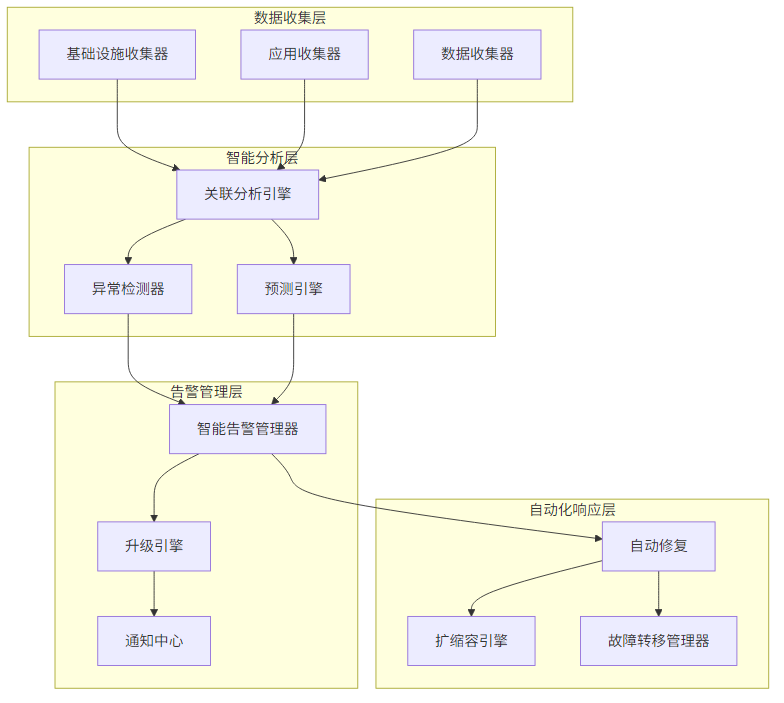 数据收集层
基础设施收集器
应用收集器
数据收集器
智能分析层
关联分析引擎
异常检测器
预测引擎
告警管理层
智能告警管理器
升级引擎
通知中心
自动化响应层
自动修复
扩缩容引擎
故障转移管理器